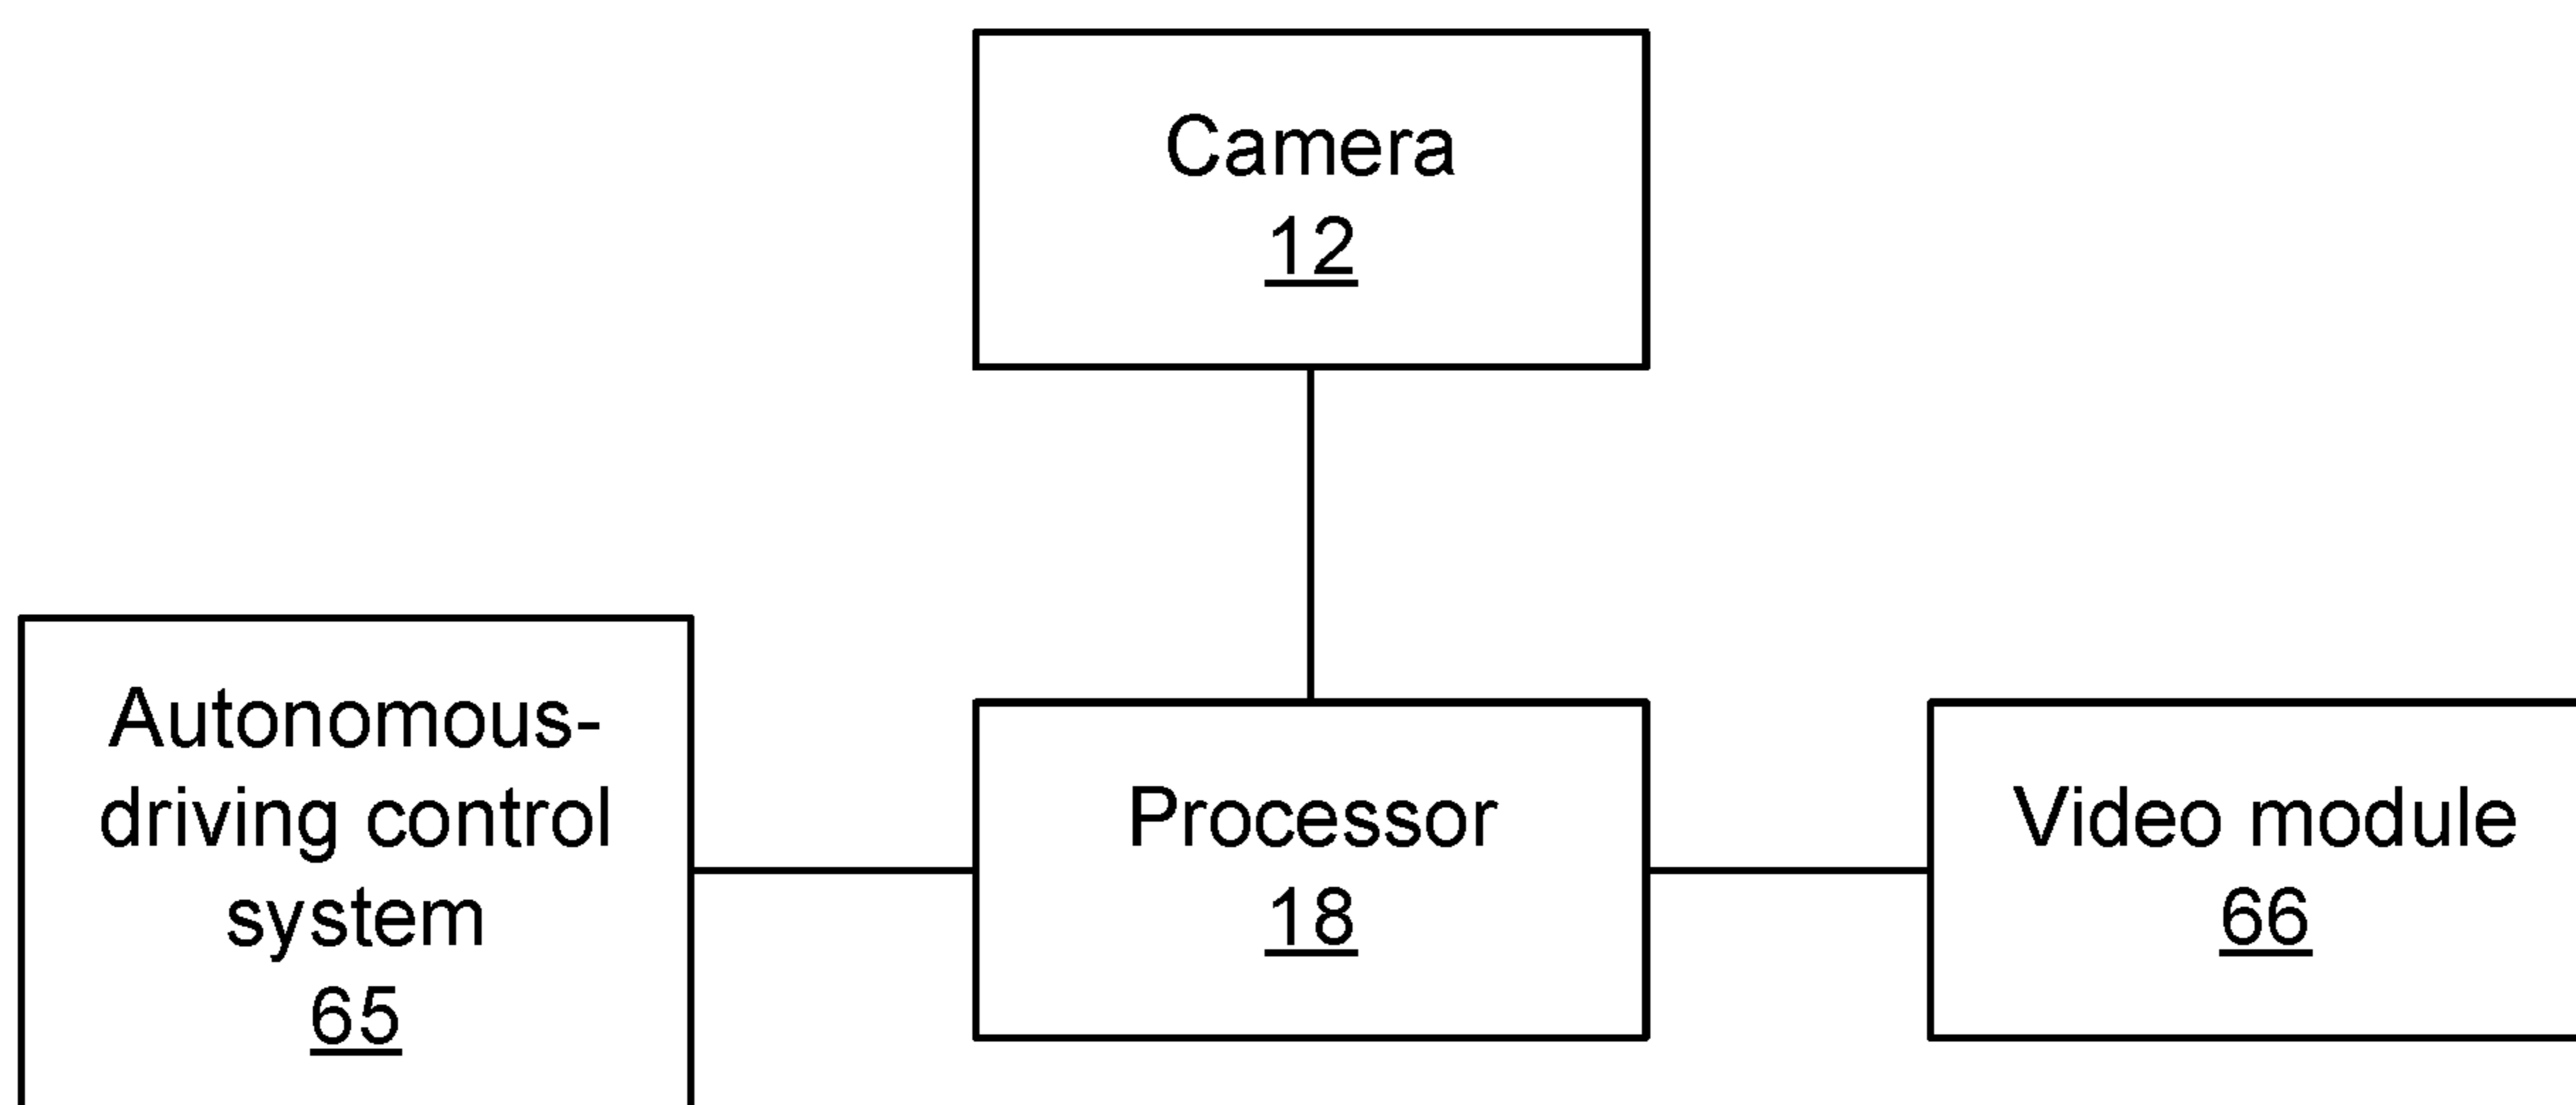 Camera
12
Autonomous-
driving control
system
65
Processor
18
Video module
66